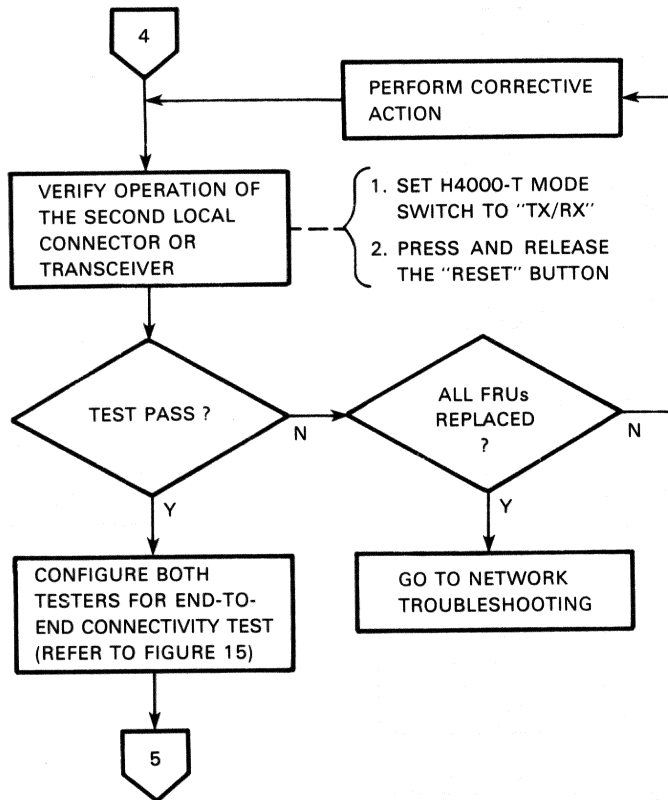 4
PERFORM CORRECTIVE
ACTION
VERIFY OPERATION OF
THE SECOND LOCAL
CONNECTOR OR
TRANSCEIVER
1. SET H4000-T MODE
SWITCH TO "TX/RX"
2. PRESS AND RELEASE
THE "RESET" BUTTON
TEST PASS ?
N
Y
ALL FRUs
REPLACED
?
N
Y
CONFIGURE BOTH
TESTERS FOR END-TO-
END CONNECTIVITY TEST
(REFER TO FIGURE 15)
GO TO NETWORK
TROUBLESHOOTING
5